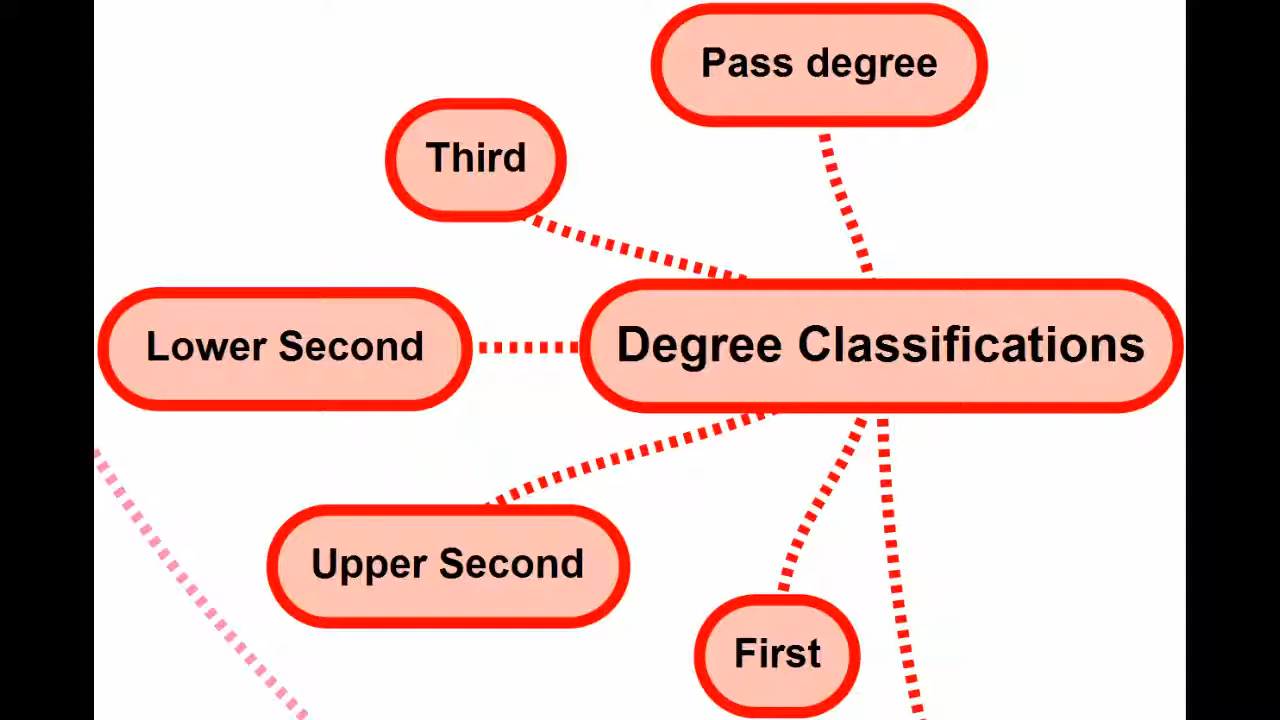 Pass degree
Third
Degree Classifications
Lower Second
Upper Second
First